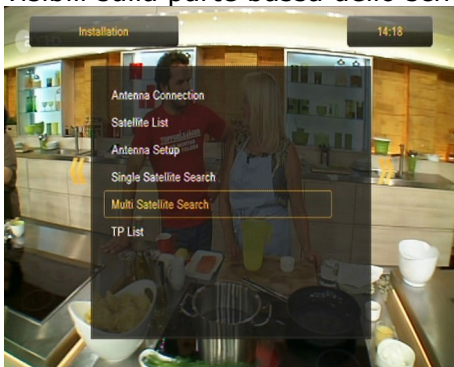 Installation
14:18
Antenna Connection
Satellite List
Antenna Setup
Single Satellite Search
Multi Satellite Search
TP List